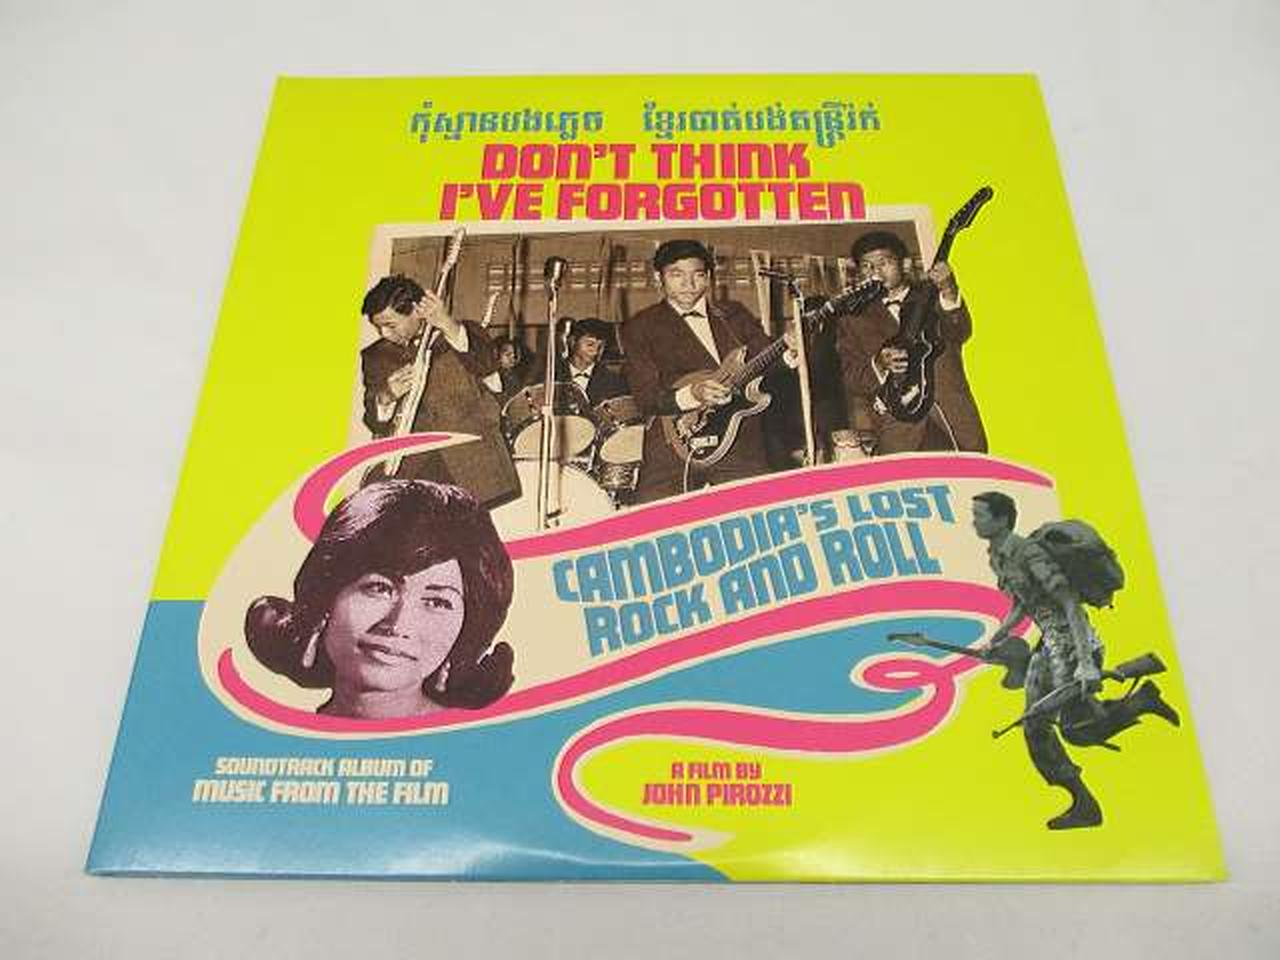 កុំស្មានបងភ្លេច ខ្មែរបាត់បង់តន្ត្រីរ៉ក់
DON'T THINK
I'VE FORGOTTEN
CAMBODIA'S LOST
ROCK AND ROLL
SOUNDTRACK ALBUM OF
MUSIC FROM THE FILM
A FILM BY
JOHN PIROZZI